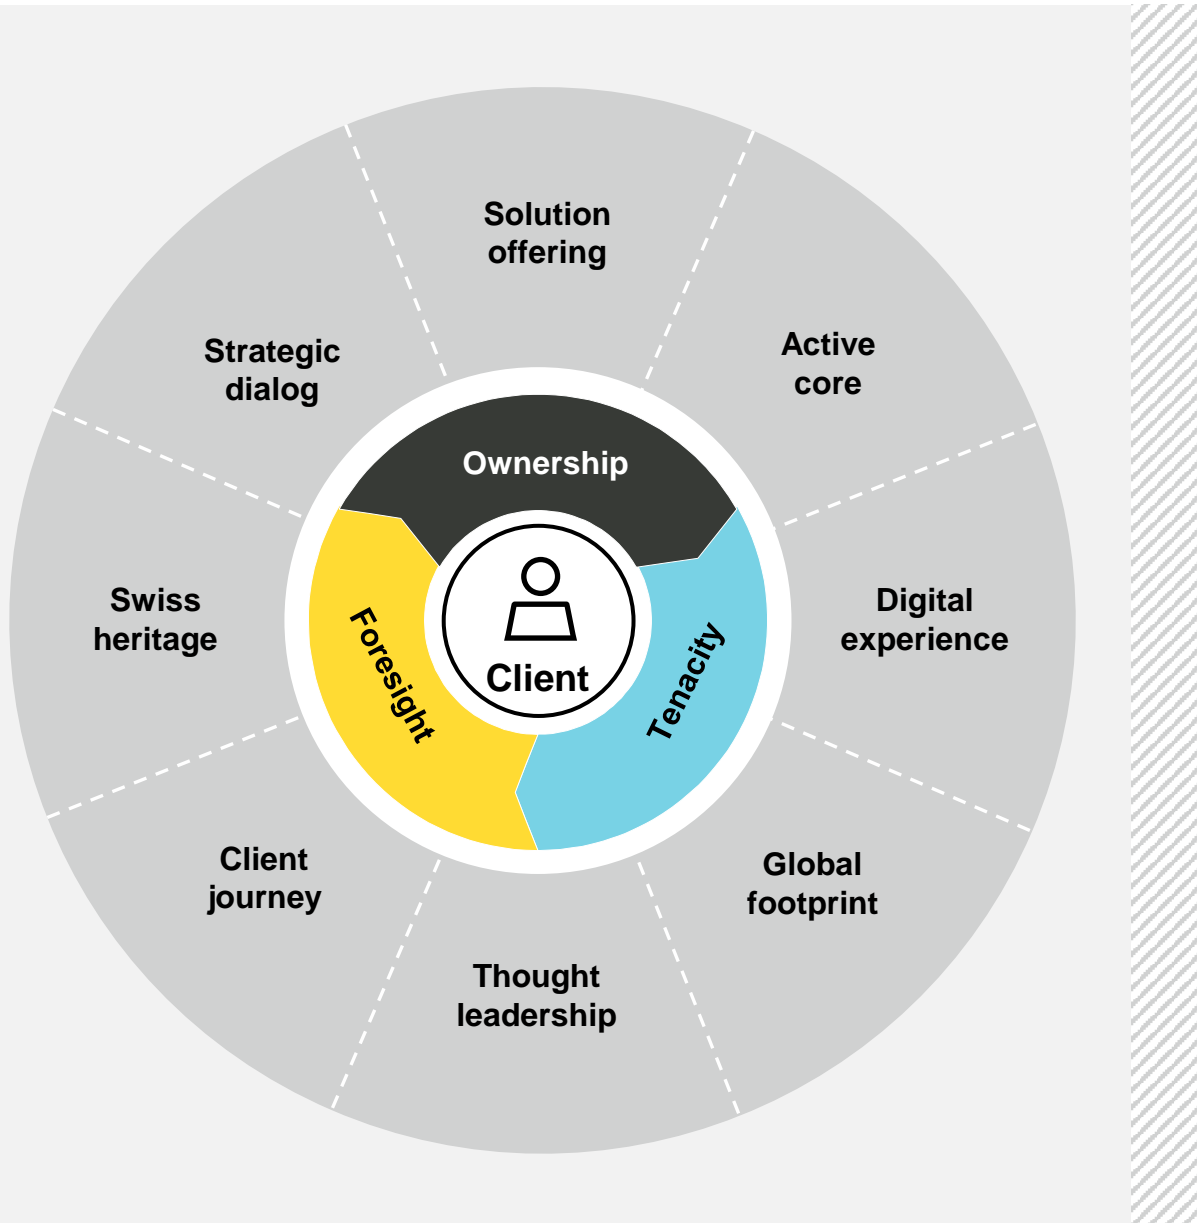 Solution
offering
Active
core
Strategic
dialog
Ownership
Swiss
heritage
Foresight
Client
Tenacity
Digital
experience
Client
journey
Global
footprint
Thought
leadership